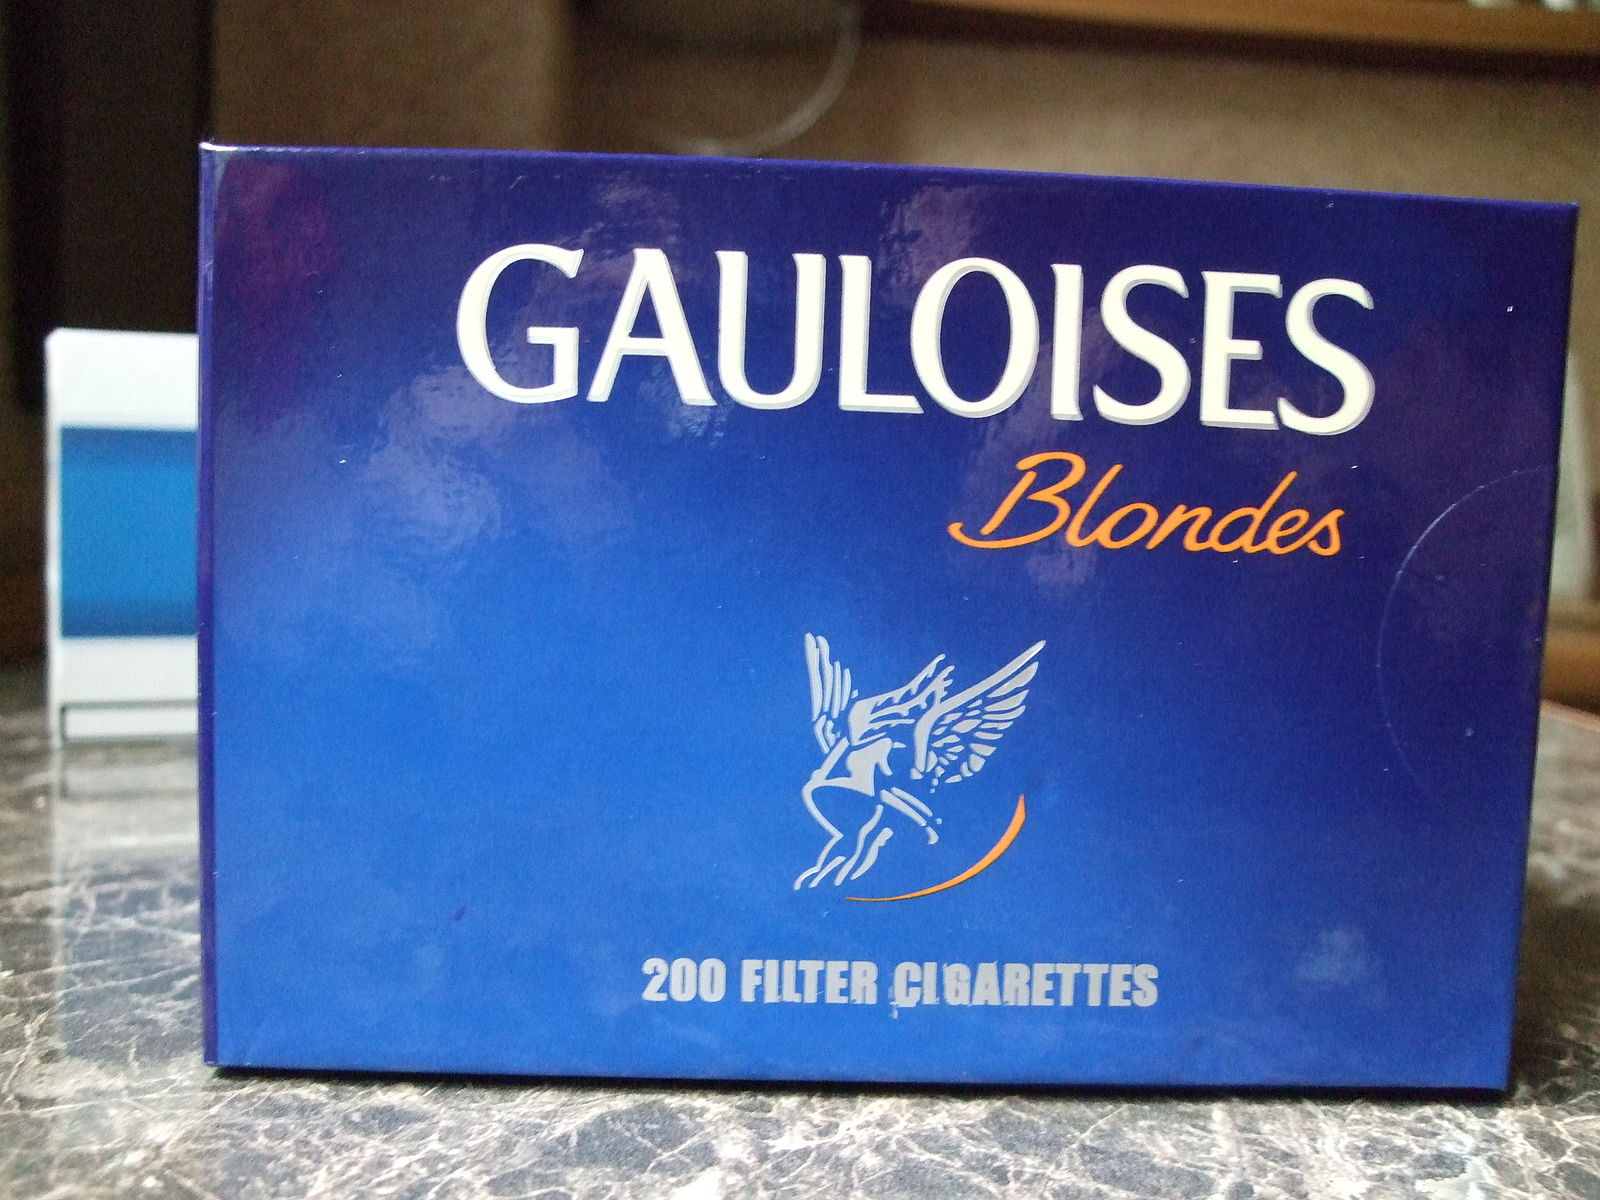 GAULOISES
Blondes
200 FILTER CIGARETTES